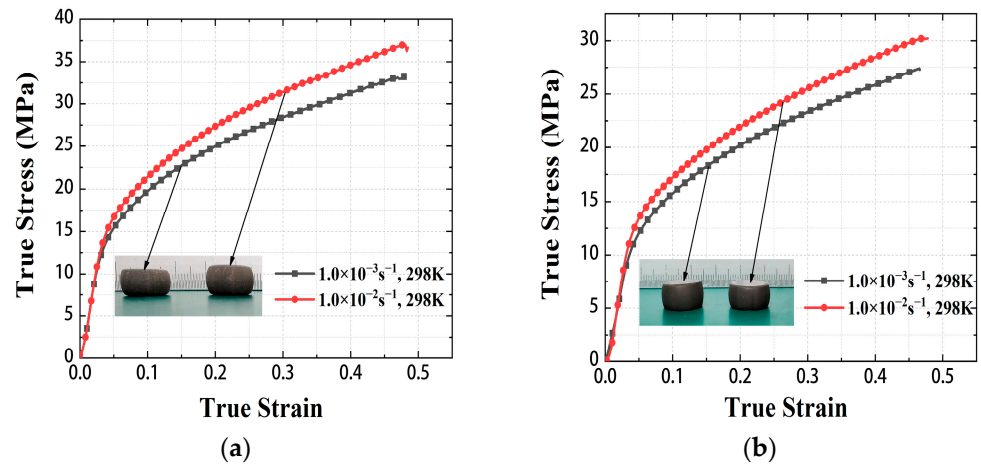 40
35
30
25
20
15
10
5
0
True Stress (MPa)
0.0 0.1 0.2 0.3 0.4 0.5
True Strain
1.0×10⁻³s⁻¹, 298K
1.0×10⁻²s⁻¹, 298K
(a)
30
25
20
15
10
5
0
True Stress (MPa)
0.0 0.1 0.2 0.3 0.4 0.5
True Strain
1.0×10⁻³s⁻¹, 298K
1.0×10⁻²s⁻¹, 298K
(b)